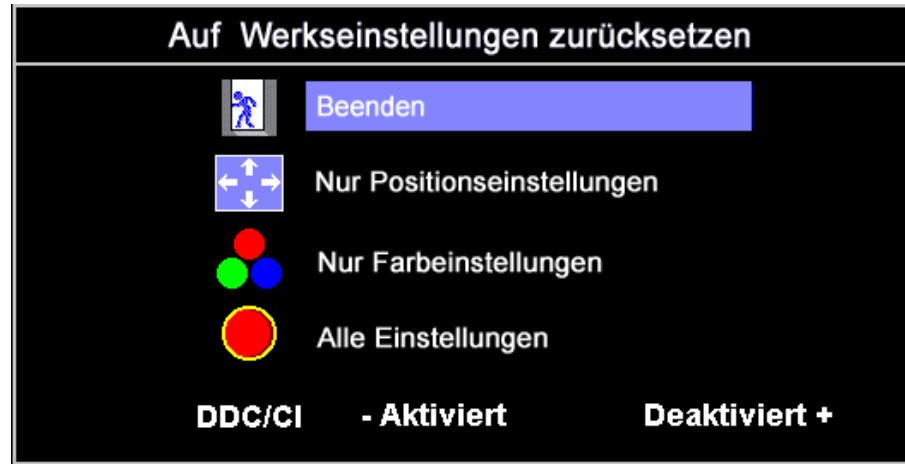 Auf Werkseinstellungen zurücksetzen
Beenden
Nur Positionseinstellungen
Nur Farbeinstellungen
Alle Einstellungen
DDC/CI - Aktiviert Deaktiviert +